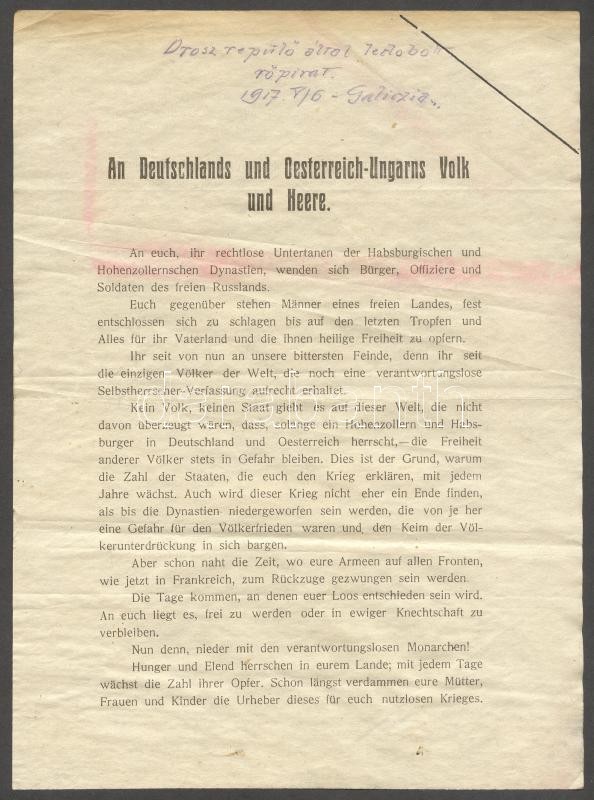 Orosz repülő által ledobott
röpirat.
1917. V/6 - Galiczia.
An Deutschlands und Oesterreich-Ungarns Volk
und Heere.
An euch, ihr rechtlose Untertanen der Habsburgischen und
Hohenzollernschen Dynastien, wenden sich Bürger, Offiziere und
Soldaten des freien Russlands.
Euch gegenüber stehen Männer eines freien Landes, fest
entschlossen sich zu schlagen bis auf den letzten Tropfen und
Alles für ihr Vaterland und die ihnen heilige Freiheit zu opfern.
Ihr seit von nun an unsere bittersten Feinde, denn ihr seit
die einzigen Völker der Welt, die noch eine verantwortungslose
Selbstherrscher-Verfassung aufrecht erhaltet.
Kein Volk, keinen Staat giebt es auf dieser Welt, die nicht
davon überzeugt wären, dass, solange ein Hohenzollern und Habs-
burger in Deutschland und Oesterreich herrscht,—die Freiheit
anderer Völker stets in Gefahr bleiben. Dies ist der Grund, warum
die Zahl der Staaten, die euch den Krieg erklären, mit jedem
Jahre wächst. Auch wird dieser Krieg nicht eher ein Ende finden,
als bis die Dynastien niedergeworfen sein werden, die von je her
eine Gefahr für den Völkerfrieden waren und den Keim der Völ-
kerunterdrückung in sich bargen.
Aber schon naht die Zeit, wo eure Armeen auf allen Fronten,
wie jetzt in Frankreich, zum Rückzuge gezwungen sein werden.
Die Tage kommen, an denen euer Loos entschieden sein wird.
An euch liegt es, frei zu werden oder in ewiger Knechtschaft zu
verbleiben.
Nun denn, nieder mit den verantwortungslosen Monarchen!
Hunger und Elend herrschen in eurem Lande; mit jedem Tage
wächst die Zahl ihrer Opfer. Schon längst verdammen eure Mütter,
Frauen und Kinder die Urheber dieses für euch nutzlosen Krieges.
darabanth